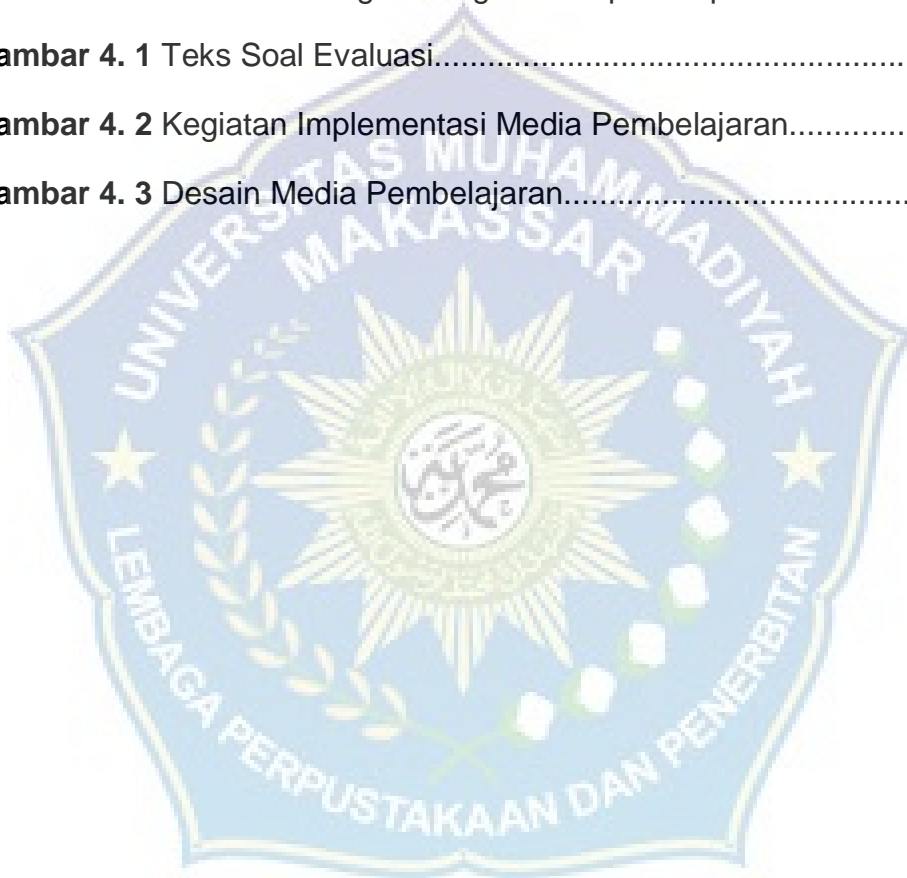 ambar 4. 1 Teks Soal Evaluasi
ambar 4. 2 Kegiatan Implementasi Media Pembelajaran
ambar 4. 3 Desain Media Pembelajaran
UNIVERSITAS MUHAMMADIYAH
MAKASSAR
LEMBAGA PERPUSTAKAAN DAN PENERBITAN